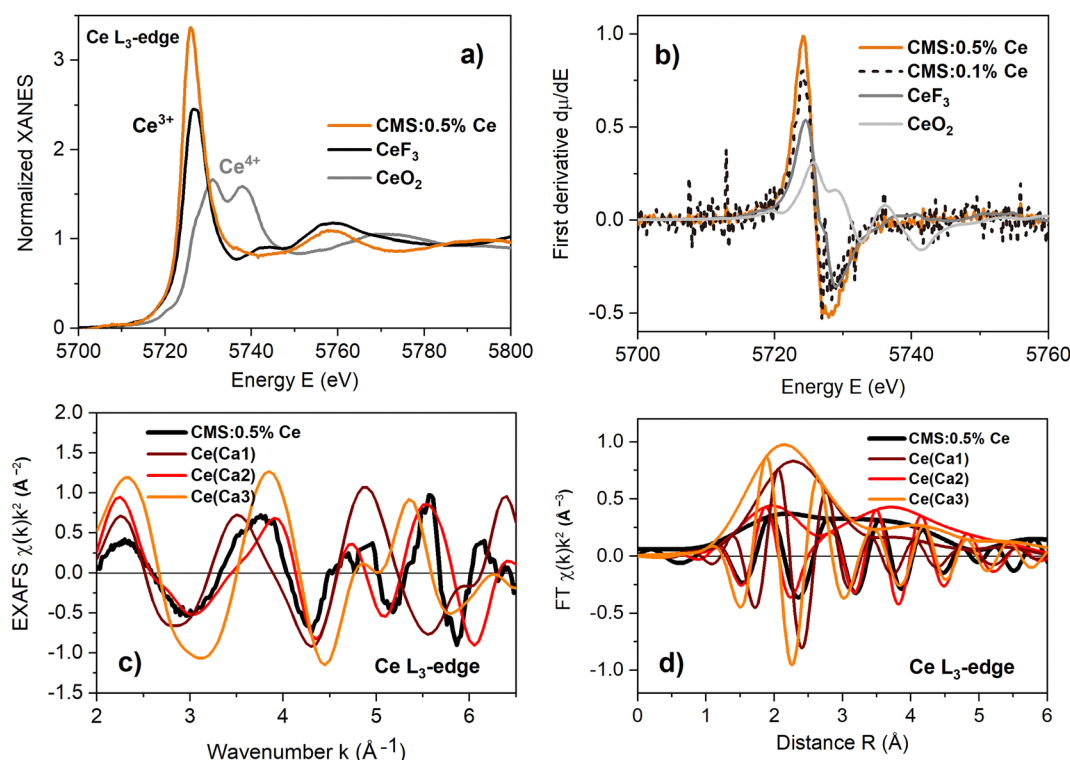 Ce L₃-edge
a)
Ce³⁺
Ce⁴⁺
CMS:0.5% Ce
CeF₃
CeO₂
Normalized XANES
3
2
1
0
5700 5720 5740 5760 5780 5800
Energy E (eV)
b)
CMS:0.5% Ce
CMS:0.1% Ce
CeF₃
CeO₂
First derivative dμ/dE
1.0
0.5
0.0
-0.5
5700 5720 5740 5760
Energy E (eV)
CMS:0.5% Ce
Ce(Ca1)
Ce(Ca2)
Ce(Ca3)
EXAFS χ(k)k² (Å⁻²)
2.0
1.5
1.0
0.5
0.0
-0.5
-1.0
-1.5
c)
Ce L₃-edge
2 3 4 5 6
Wavenumber k (Å⁻¹)
CMS:0.5% Ce
Ce(Ca1)
Ce(Ca2)
Ce(Ca3)
FT χ(k)k² (Å⁻³)
1.0
0.5
0.0
-0.5
-1.0
d)
Ce L₃-edge
0 1 2 3 4 5 6
Distance R (Å)